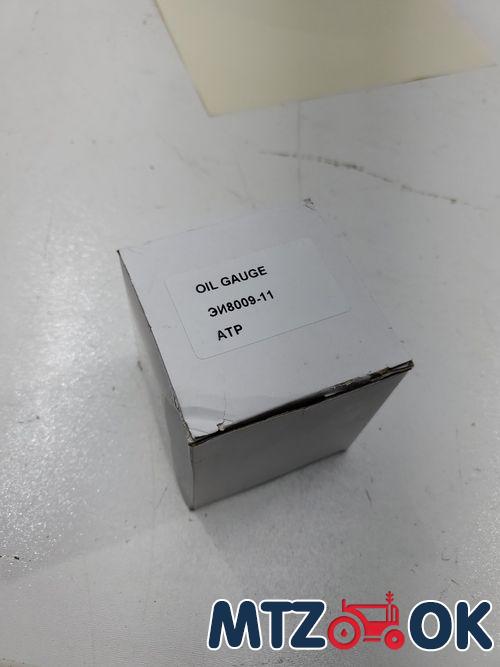 OIL GAUGE
ЭИ8009-11
ATP
MTZ OK